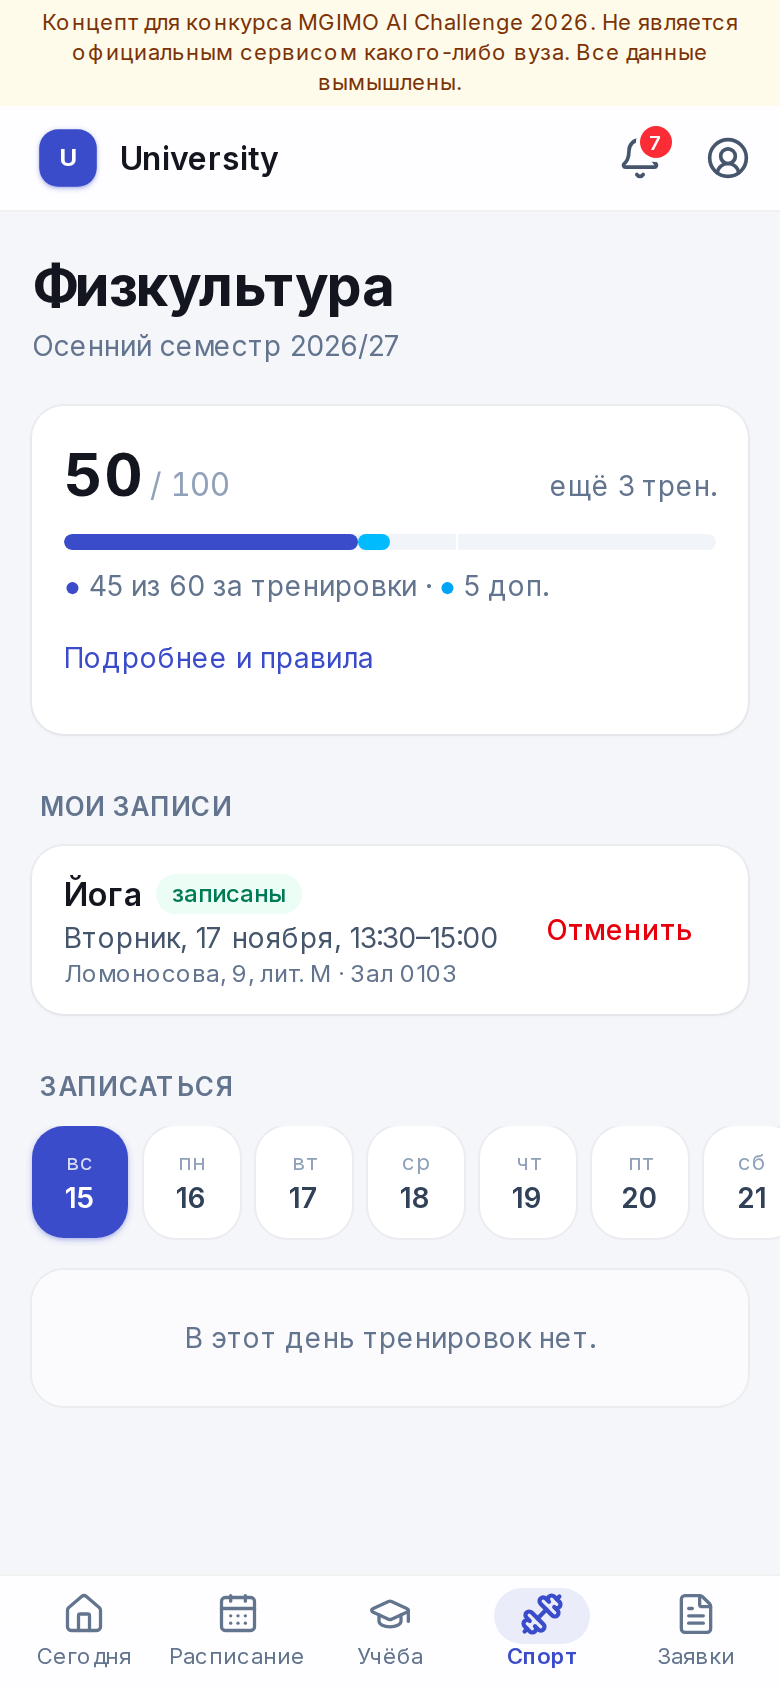 Концепт для конкурса MGIMO AI Challenge 2026. Не является
официальным сервисом какого-либо вуза. Все данные
вымышлены.
U University 7
Физкультура
Осенний семестр 2026/27
50 / 100 ещё 3 трен.
● 45 из 60 за тренировки · ● 5 доп.
Подробнее и правила
МОИ ЗАПИСИ
Йога записаны
Вторник, 17 ноября, 13:30–15:00 Отменить
Ломоносова, 9, лит. М · Зал 0103
ЗАПИСАТЬСЯ
вс пн вт ср чт пт сб
15 16 17 18 19 20 21
В этот день тренировок нет.
Сегодня Расписание Учёба Спорт Заявки